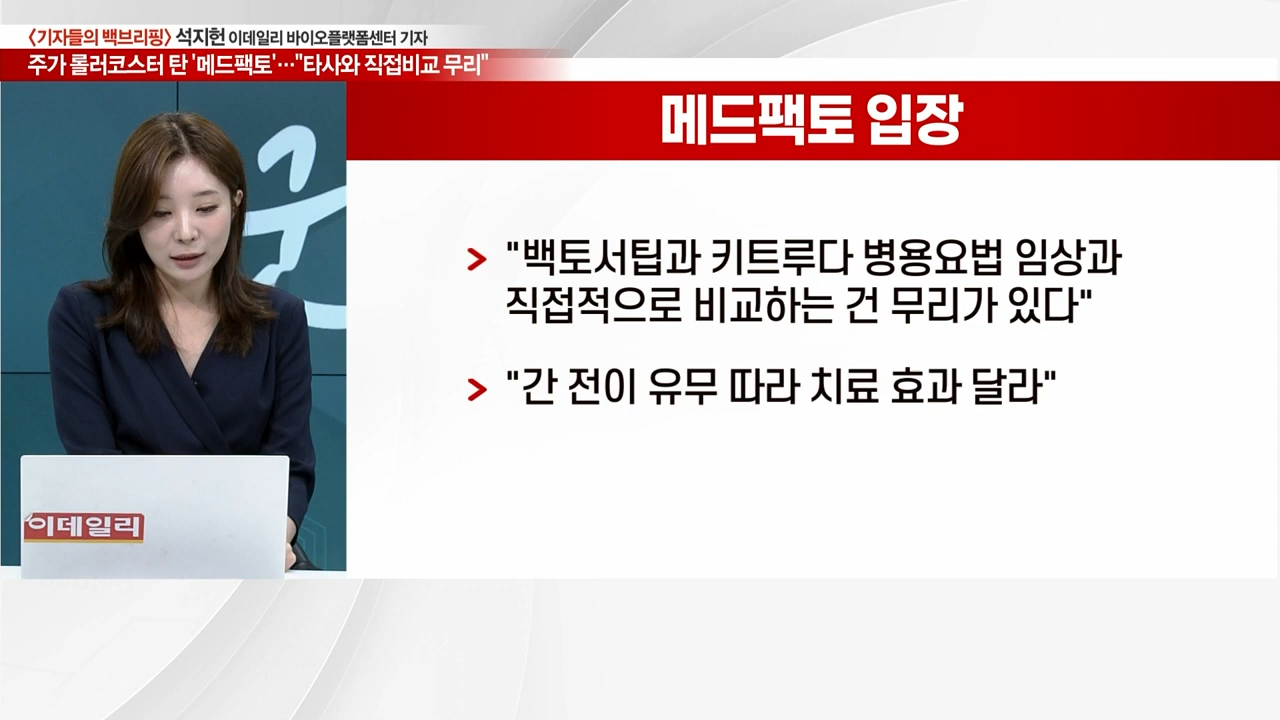 <기자들의 백브리핑> 석지헌 이데일리 바이오플랫폼센터 기자
주가 롤러코스터 탄 '메드팩토'…"타사와 직접비교 무리"
메드팩토 입장
> "백토서팁과 키트루다 병용요법 임상과
직접적으로 비교하는 건 무리가 있다"
> "간 전이 유무 따라 치료 효과 달라"
이데일리